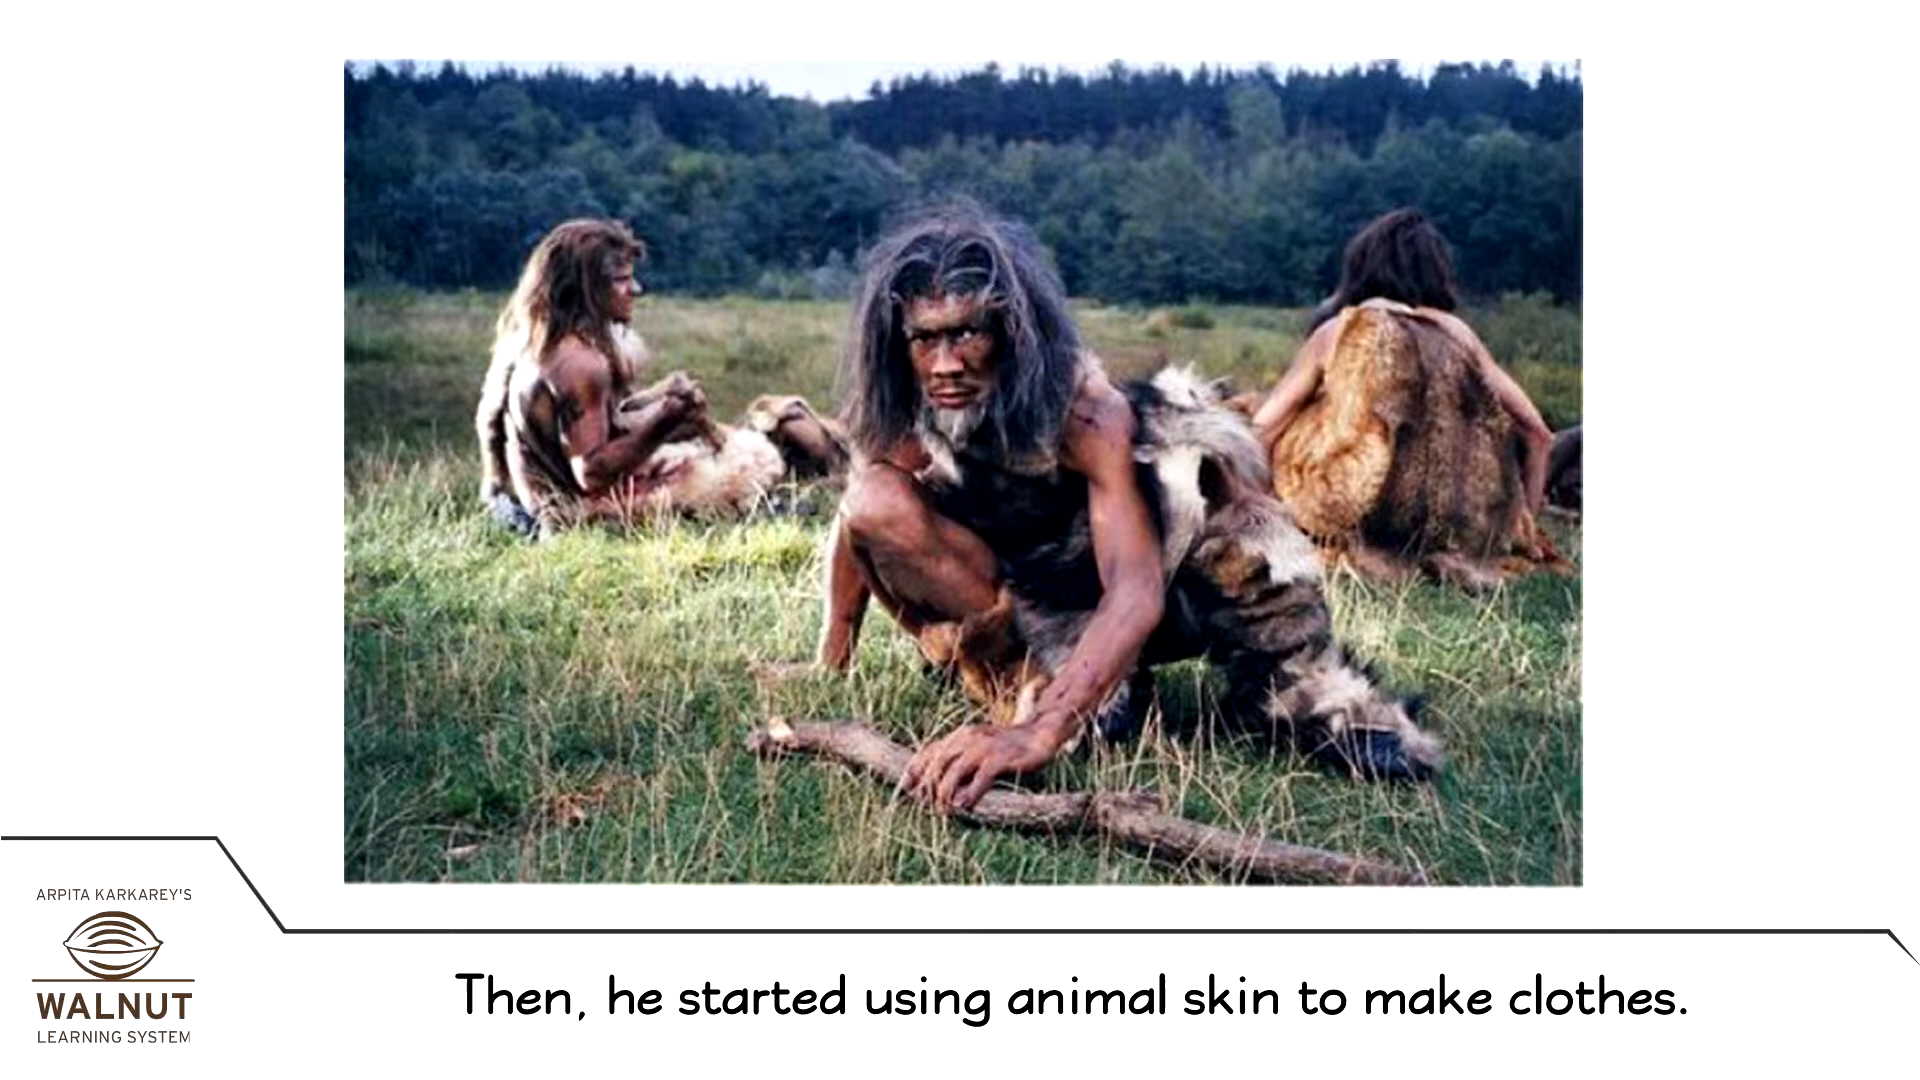 ARPITA KARKAREY'S
WALNUT
LEARNING SYSTEM
Then, he started using animal skin to make clothes.